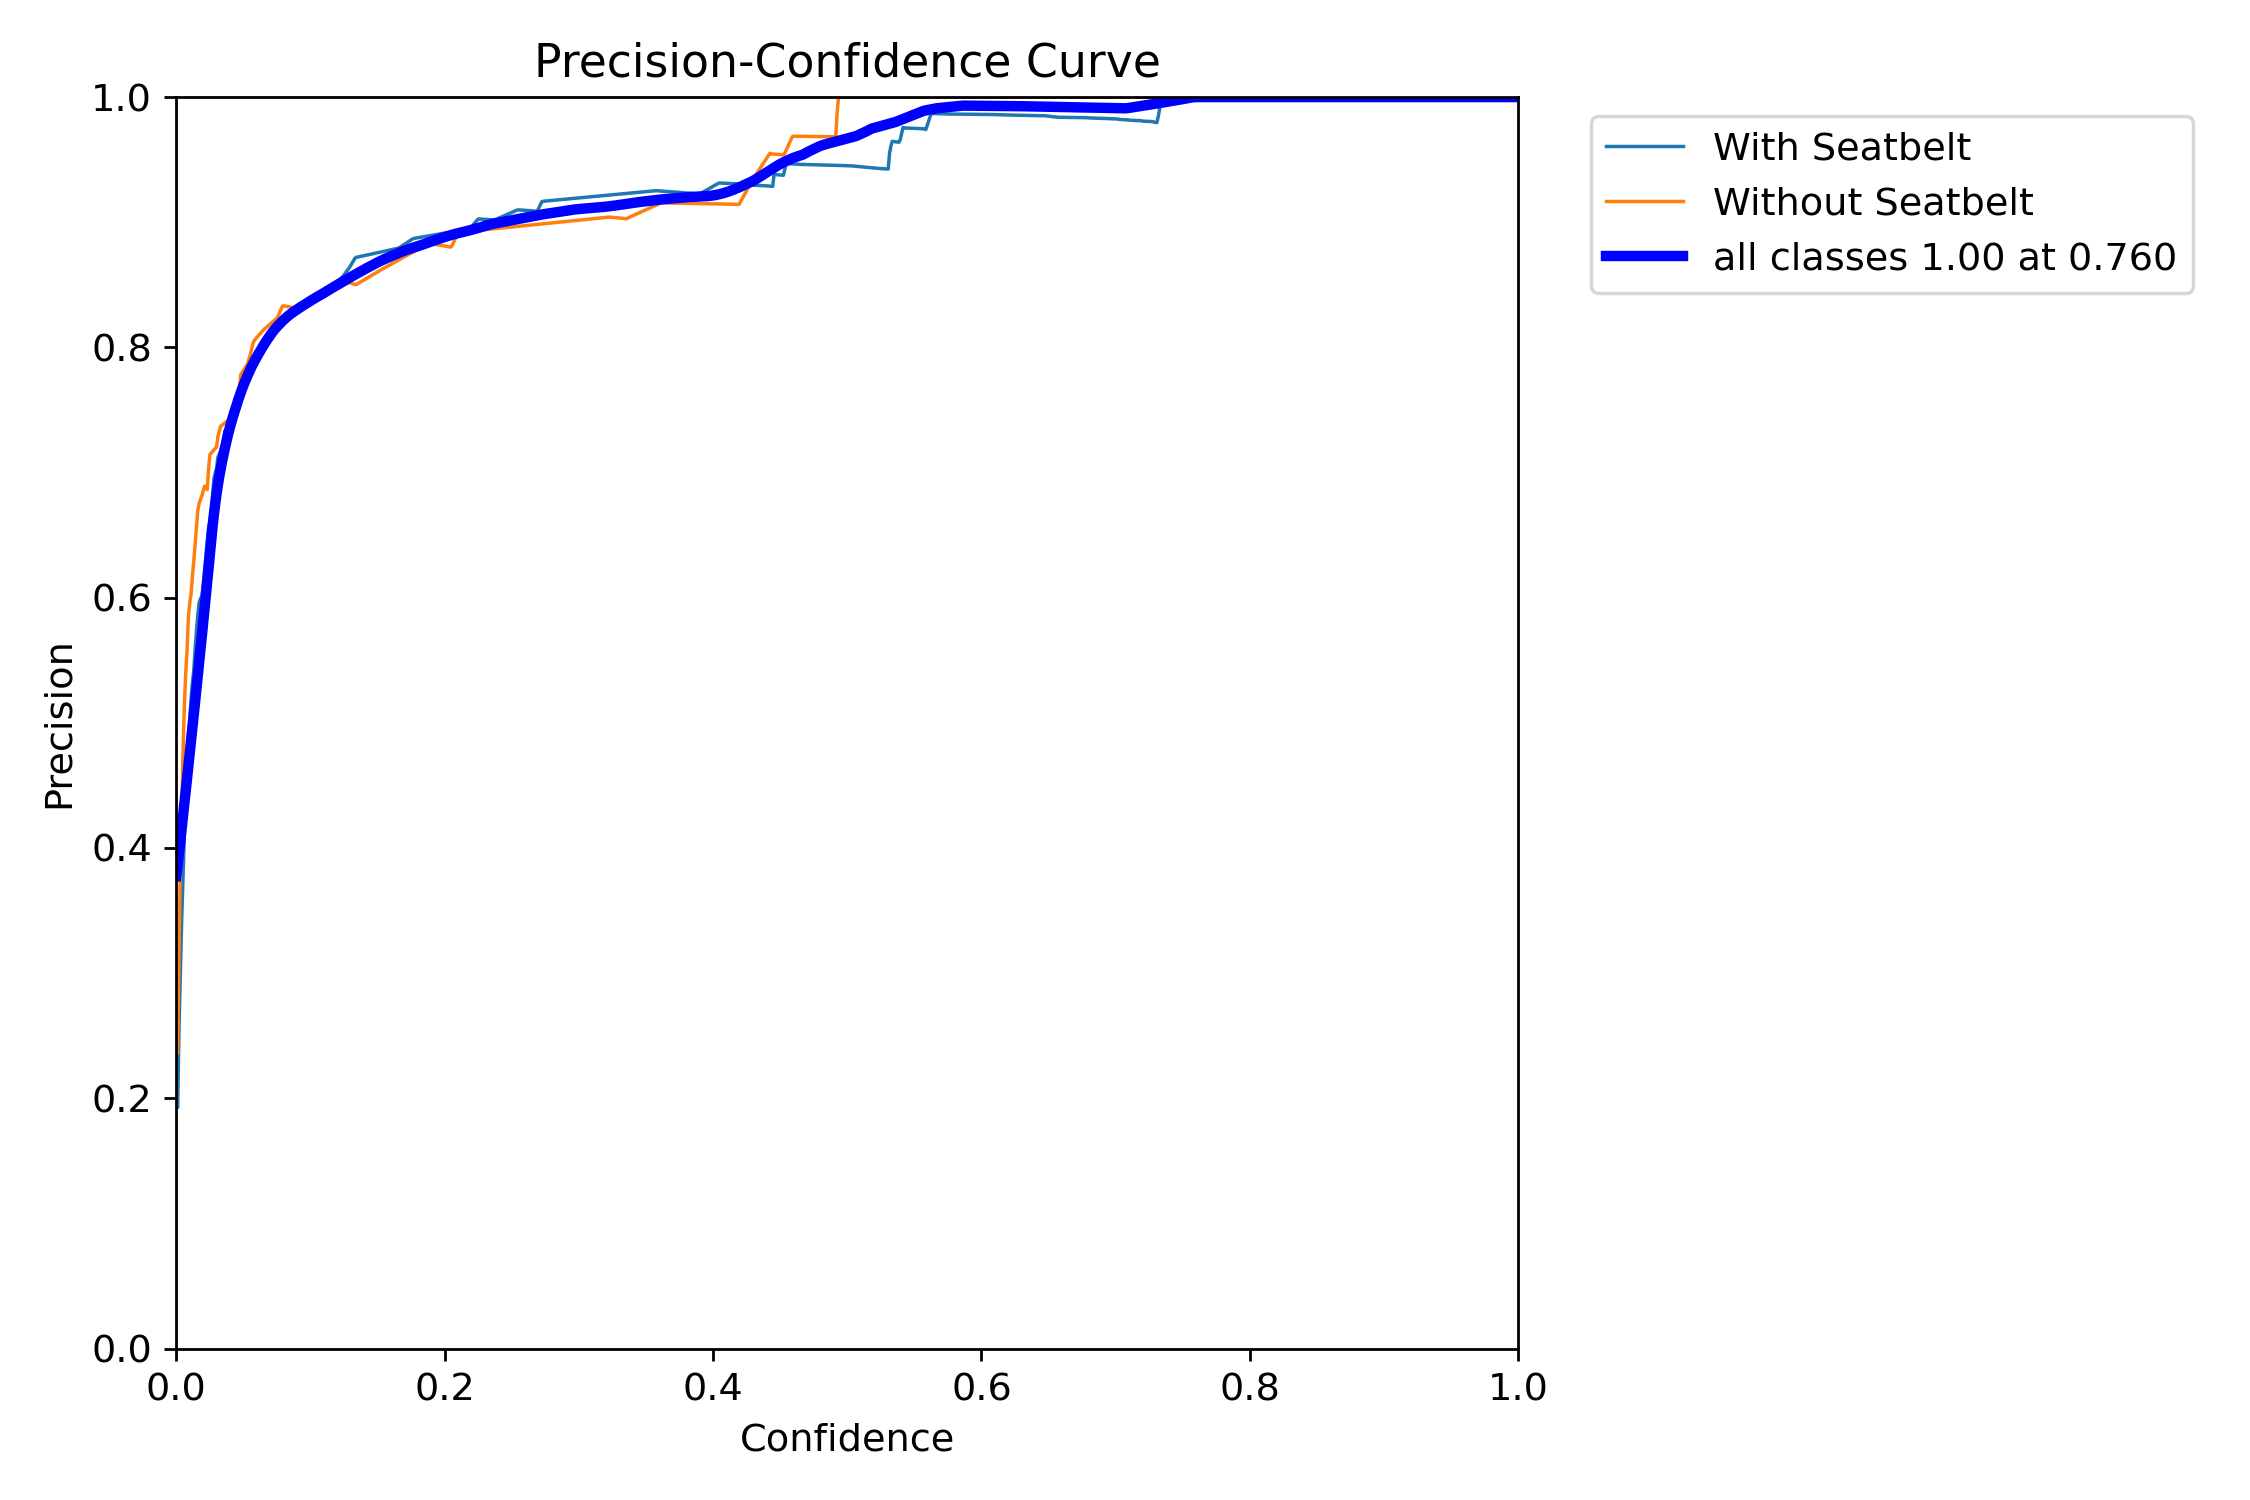 Precision-Confidence Curve
1.0
0.8
0.6
0.4
0.2
0.0
Precision
0.0 0.2 0.4 0.6 0.8 1.0
Confidence
With Seatbelt
Without Seatbelt
all classes 1.00 at 0.760